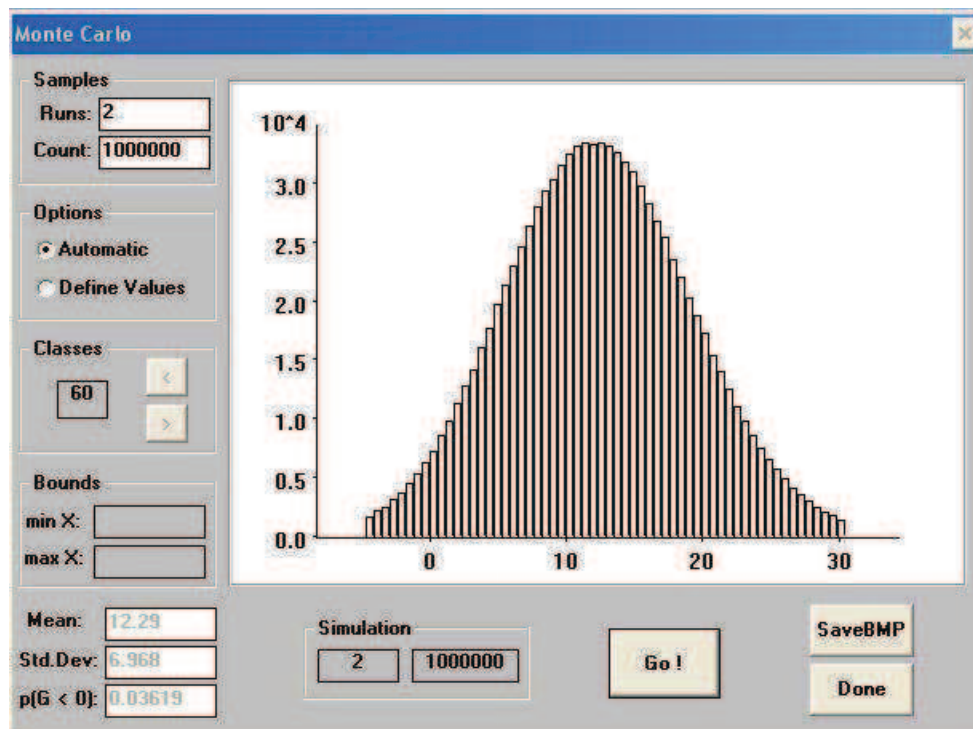 Monte Carlo
Samples
Runs: 2
Count: 1000000
Options
Automatic
Define Values
Classes
60
<
>
Bounds
min X:
max X:
Mean: 12.29
Std.Dev: 6.968
p(G < 0): 0.03619
10^4
3.0
2.5
2.0
1.5
1.0
0.5
0.0
0 10 20 30
Simulation
2 1000000
Go !
SaveBMP
Done